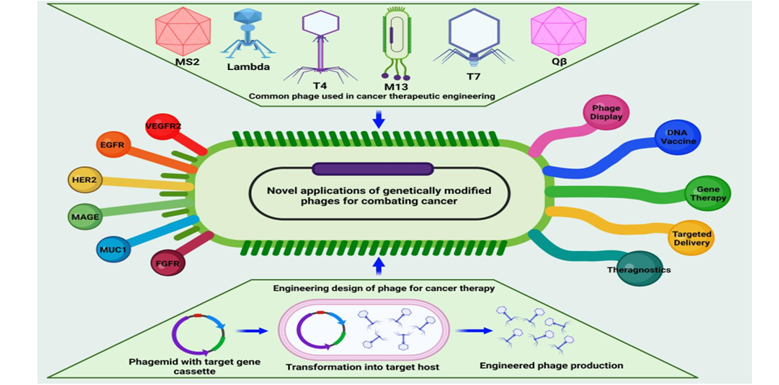 MS2
Lambda
T4
M13
T7
Qβ
Common phage used in cancer therapeutic engineering
VEGFR2
EGFR
HER2
MAGE
MUC1
FGFR
Novel applications of genetically modified
phages for combating cancer
Phage
Display
DNA
Vaccine
Gene
Therapy
Targeted
Delivery
Theragnostics
Engineering design of phage for cancer therapy
Phagemid with target gene
cassette
Transformation into target host
Engineered phage production